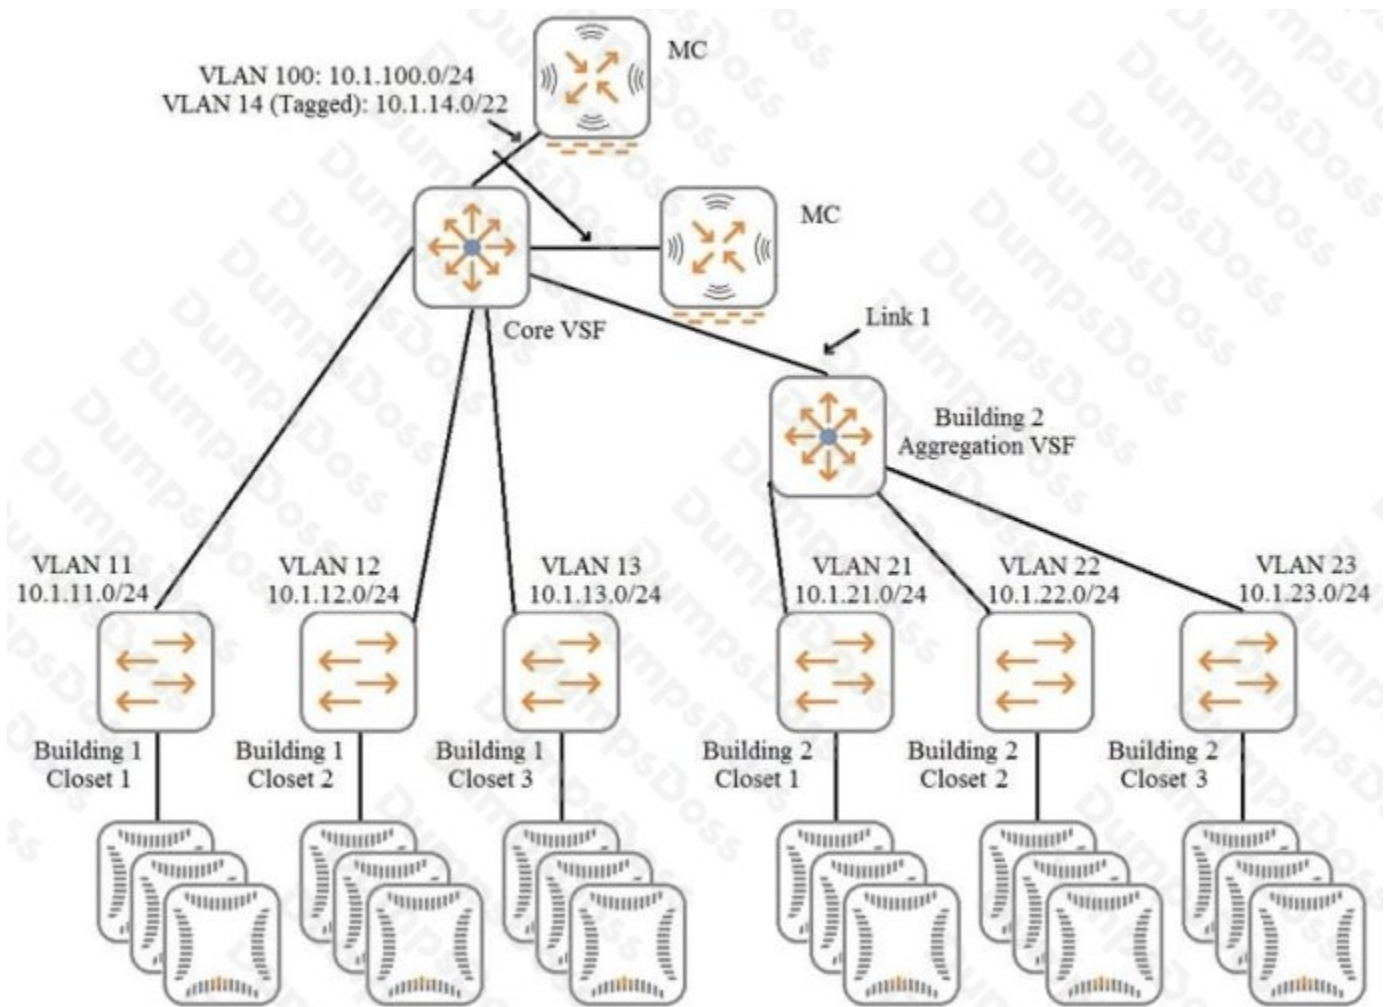 MC
VLAN 100: 10.1.100.0/24
VLAN 14 (Tagged): 10.1.14.0/22
MC
Core VSF
Link 1
Building 2
Aggregation VSF
VLAN 11
10.1.11.0/24
VLAN 12
10.1.12.0/24
VLAN 13
10.1.13.0/24
VLAN 21
10.1.21.0/24
VLAN 22
10.1.22.0/24
VLAN 23
10.1.23.0/24
Building 1
Closet 1
Building 1
Closet 2
Building 1
Closet 3
Building 2
Closet 1
Building 2
Closet 2
Building 2
Closet 3
DumpsDoss